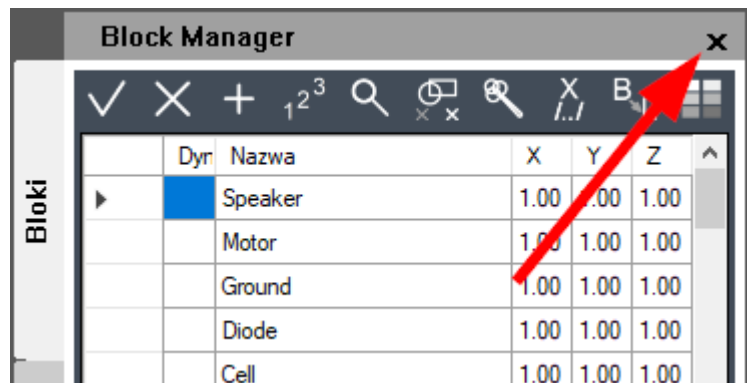 Block Manager
Bloki
Dyn Nazwa X Y Z
Speaker 1.00 1.00 1.00
Motor 1.00 1.00 1.00
Ground 1.00 1.00 1.00
Diode 1.00 1.00 1.00
Cell 1.00 1.00 1.00